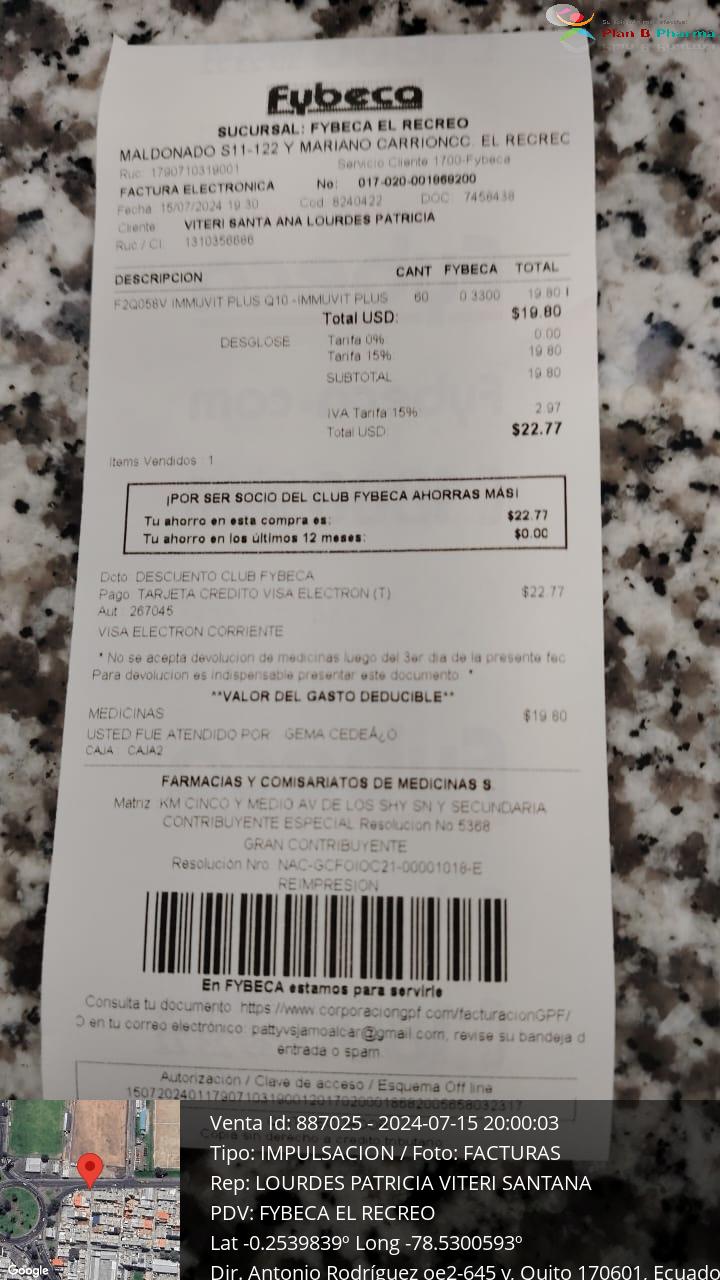 Plan B Pharma
Fybeca
SUCURSAL: FYBECA EL RECREO
MALDONADO S11-122 Y MARIANO CARRIONCC. EL RECREC
Ruc: 1790710319001 Servicio Cliente 1700-Fybeca
FACTURA ELECTRONICA No: 017-020-001868200
Fecha 15/07/2024 19:30 Cod 8240422 DOC: 7458438
Cliente VITERI SANTA ANA LOURDES PATRICIA
Ruc / CI. 1310356686
DESCRIPCION CANT FYBECA TOTAL
F2Q058V IMMUVIT PLUS Q10 -IMMUVIT PLUS 60 0.3300 19.80 I
Total USD: $19.80
DESGLOSE Tarifa 0% 0.00
Tarifa 15% 19.80
SUBTOTAL 19.80
IVA Tarifa 15% 2.97
Total USD: $22.77
Items Vendidos : 1
¡POR SER SOCIO DEL CLUB FYBECA AHORRAS MÁS!
Tu ahorro en esta compra es: $22.77
Tu ahorro en los últimos 12 meses: $0.00
Dcto DESCUENTO CLUB FYBECA
Pago TARJETA CREDITO VISA ELECTRON (T) $22.77
Aut : 267045
VISA ELECTRON CORRIENTE
* No se acepta devolucion de medicinas luego del 3er dia de la presente fec
Para devolucion es indispensable presentar este documento *
**VALOR DEL GASTO DEDUCIBLE**
MEDICINAS $19.80
USTED FUE ATENDIDO POR: GEMA CEDEÃ¿O
CAJA : CAJA2
FARMACIAS Y COMISARIATOS DE MEDICINAS S.
Matriz KM CINCO Y MEDIO AV DE LOS SHY SN Y SECUNDARIA
CONTRIBUYENTE ESPECIAL Resolucion No 5368
GRAN CONTRIBUYENTE
Resolución Nro. NAC-GCFOIOC21-00001018-E
REIMPRESION
En FYBECA estamos para servirle
Consulta tu documento https://www.corporaciongpf.com/facturacionGPF/
O en tu correo electrónico: pattyvsjamoalcar@gmail.com, revise su bandeja d
entrada o spam.
Autorización / Clave de acceso / Esquema Off line
Copia sin derecho a credito tributario
Venta Id: 887025 - 2024-07-15 20:00:03
Tipo: IMPULSACION / Foto: FACTURAS
Rep: LOURDES PATRICIA VITERI SANTANA
PDV: FYBECA EL RECREO
Lat -0.2539839º Long -78.5300593º
Dir. Antonio Rodríguez oe2-645 y, Quito 170601, Ecuado
Google